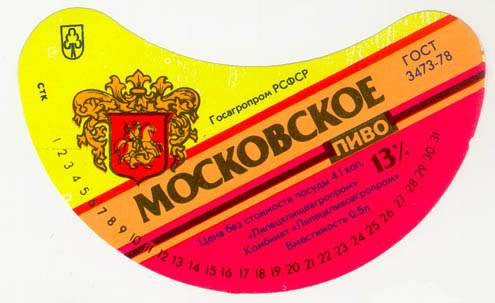 стк
Госагропром РСФСР
ГОСТ
3473-78
МОСКОВСКОЕ
ПИВО
13%
Цена без стоимости посуды 41 коп.
«Липецкпищеагропром»
Комбинат «Липецкпивоагропром»
Вместимость 0,5л
1 2 3 4 5 6 7 8 9 10 11 12 13 14 15 16 17 18 19 20 21 22 23 24 25 26 27 28 29 30 31